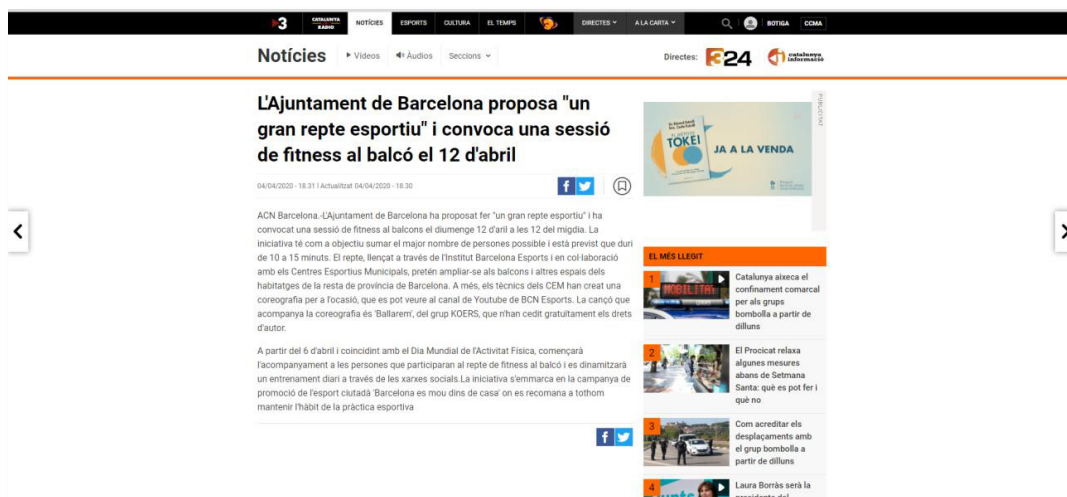 3
CATALUNYA RÀDIO
NOTÍCIES
ESPORTS
CULTURA
EL TEMPS
DIRECTES
A LA CARTA
BOTIGA
CCMA
Notícies
Vídeos
Àudios
Seccions
Directes:
324
catalunya
informació
L'Ajuntament de Barcelona proposa "un
gran repte esportiu" i convoca una sessió
de fitness al balcó el 12 d'abril
04/04/2020 - 18.31 | Actualitzat 04/04/2020 - 18.30
ACN Barcelona.-L'Ajuntament de Barcelona ha proposat fer "un gran repte esportiu" i ha
convocat una sessió de fitness al balcons el diumenge 12 d'aril a les 12 del migdia. La
iniciativa té com a objectiu sumar el major nombre de persones possible i està previst que duri
de 10 a 15 minuts. El repte, llençat a través de l'Institut Barcelona Esports i en col·laboració
amb els Centres Esportius Municipals, pretén ampliar-se als balcons i altres espais dels
habitatges de la resta de província de Barcelona. A més, els tècnics dels CEM han creat una
coreografia per a l'ocasió, que es pot veure al canal de Youtube de BCN Esports. La cançó que
acompanya la coreografia és 'Ballarem', del grup KOERS, que n'han cedit gratuïtament els drets
d'autor.
A partir del 6 d'abril i coincidint amb el Dia Mundial de l'Activitat Física, començarà
l'acompanyament a les persones que participaran al repte de fitness al balcó i es dinamitzarà
un entrenament diari a través de les xarxes socials.La iniciativa s'emmarca en la campanya de
promoció de l'esport ciutadà 'Barcelona es mou dins de casa' on es recomana a tothom
mantenir l'hàbit de la pràctica esportiva
PUBLICITAT
TOKEI
JA A LA VENDA
EL MÉS LLEGIT
1
MOBILITAT
Catalunya aixeca el
confinament comarcal
per als grups
bombolla a partir de
dilluns
2
El Procicat relaxa
algunes mesures
abans de Setmana
Santa: què es pot fer i
què no
3
Com acreditar els
desplaçaments amb
el grup bombolla a
partir de dilluns
4
Laura Borràs serà la
presidenta del